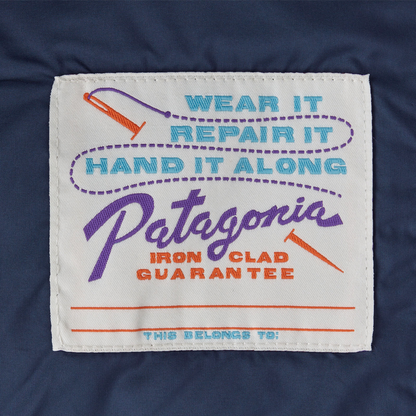 WEAR IT
REPAIR IT
HAND IT ALONG
Patagonia
IRON CLAD
GUARANTEE
THIS BELONGS TO: